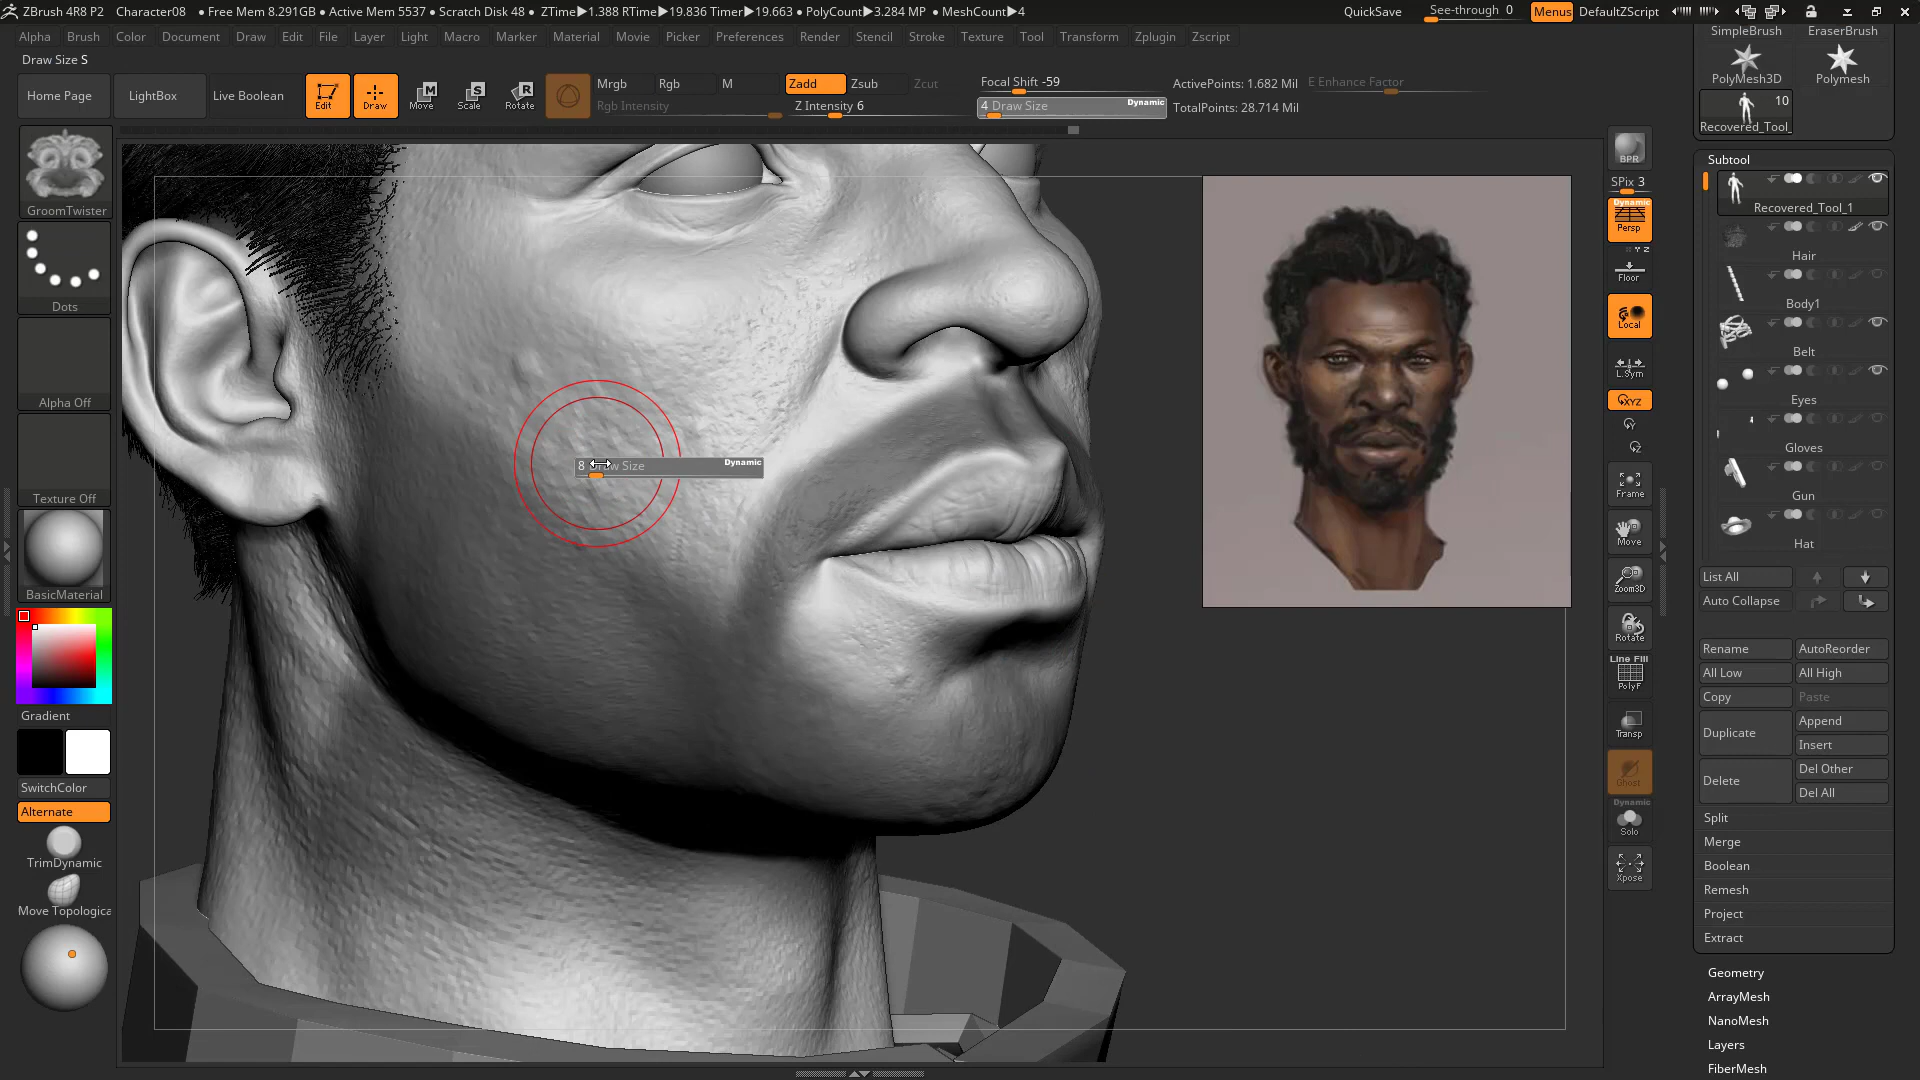 ZBrush 4R8 P2 Character08 • Free Mem 8.291GB • Active Mem 5537 • Scratch Disk 48 • ZTime▶1.388 RTime▶19.836 Timer▶19.663 • PolyCount▶3.284 MP • MeshCount▶4 QuickSave See-through 0 Menus DefaultZScript
Alpha Brush Color Document Draw Edit File Layer Light Macro Marker Material Movie Picker Preferences Render Stencil Stroke Texture Tool Transform Zplugin Zscript
Draw Size S
Home Page LightBox Live Boolean Edit Draw Move Scale Rotate
Mrgb Rgb M Zadd Zsub Zcut
Rgb Intensity Z Intensity 6
Focal Shift -59
4 Draw Size Dynamic
ActivePoints: 1.682 Mil
TotalPoints: 28.714 Mil
E Enhance Factor
GroomTwister
Dots
Alpha Off
Texture Off
BasicMaterial
Gradient
SwitchColor
Alternate
TrimDynamic
Move Topologica
8 Size Dynamic
BPR
SPix 3
Dynamic
Persp
Floor
Local
L.Sym
XYZ
Frame
Move
Zoom3D
Rotate
Line Fill
PolyF
Transp
Ghost
Dynamic
Solo
Xpose
SimpleBrush EraserBrush
PolyMesh3D Polymesh
10
Recovered_Tool_
Subtool
Recovered_Tool_1
Hair
Body1
Belt
Eyes
Gloves
Gun
Hat
List All
Auto Collapse
Rename AutoReorder
All Low All High
Copy Paste
Duplicate Append
Insert
Delete Del Other
Del All
Split
Merge
Boolean
Remesh
Project
Extract
Geometry
ArrayMesh
NanoMesh
Layers
FiberMesh